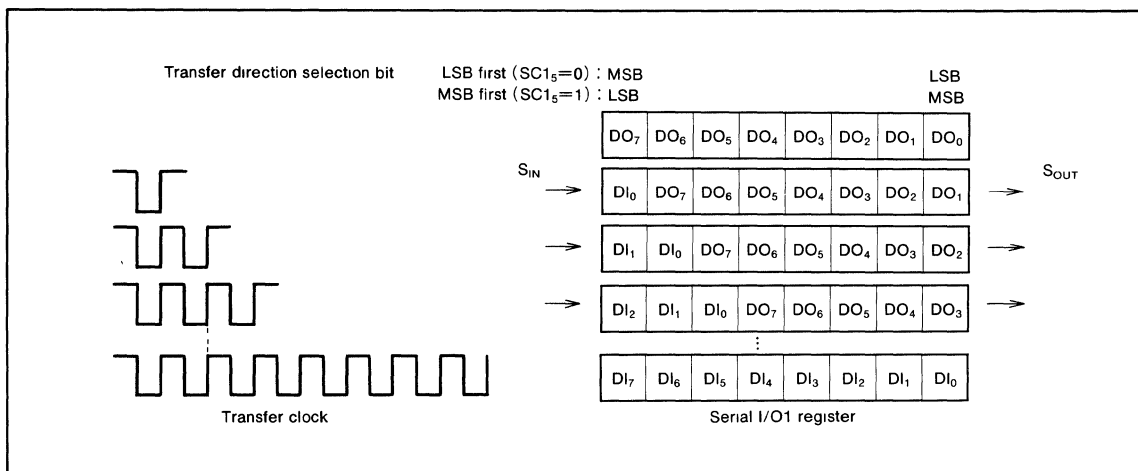 Transfer direction selection bit LSB first (SC1₅=0) : MSB LSB
MSB first (SC1₅=1) : LSB MSB
DO₇ DO₆ DO₅ DO₄ DO₃ DO₂ DO₁ DO₀
S_IN S_OUT
DI₀ DO₇ DO₆ DO₅ DO₄ DO₃ DO₂ DO₁
DI₁ DI₀ DO₇ DO₆ DO₅ DO₄ DO₃ DO₂
DI₂ DI₁ DI₀ DO₇ DO₆ DO₅ DO₄ DO₃
DI₇ DI₆ DI₅ DI₄ DI₃ DI₂ DI₁ DI₀
Transfer clock Serial I/O1 register